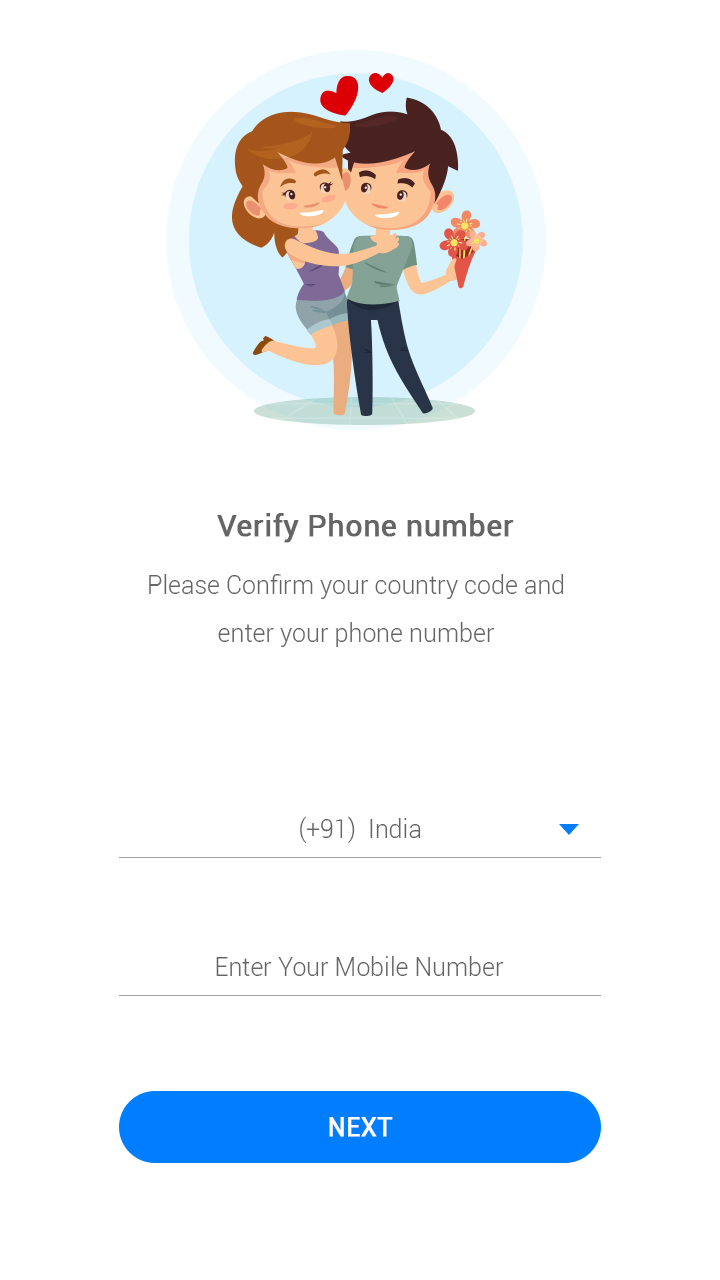 Verify Phone number
Please Confirm your country code and
enter your phone number
(+91) India
Enter Your Mobile Number
NEXT